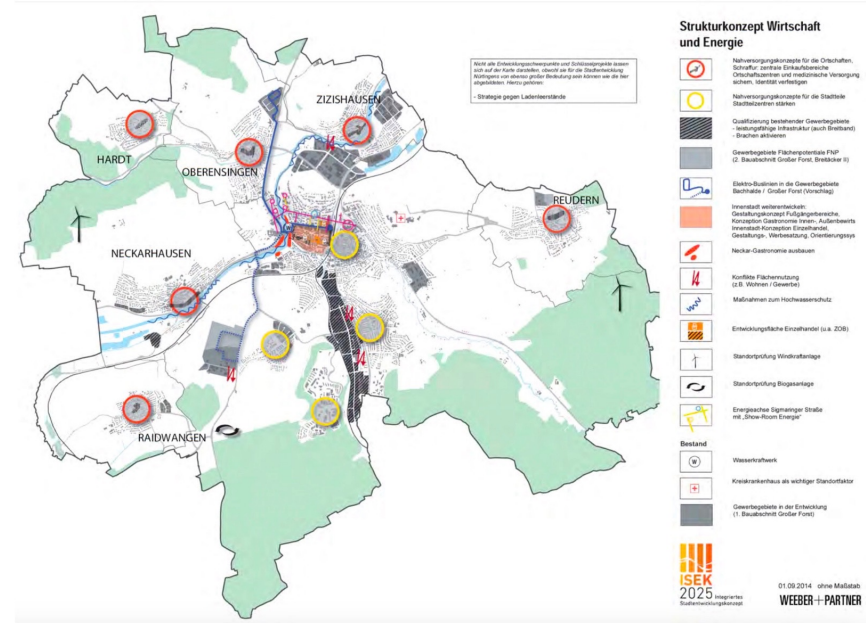 Nicht alle Entwicklungsschwerpunkte und Schlüsselprojekte lassen
sich auf der Karte darstellen, obwohl sie für die Stadtentwicklung
Nürtingens von ebenso großer Bedeutung sein können wie die hier
abgebildeten. Hierzu gehören:
- Strategie gegen Ladenleerstände
ZIZISHAUSEN
HARDT
OBERENSINGEN
REUDERN
NECKARHAUSEN
RAIDWANGEN
Strukturkonzept Wirtschaft
und Energie
Nahversorgungskonzepte für die Ortschaften,
Schraffur: zentrale Einkaufsbereiche
Ortschaftszentren und medizinische Versorgung
sichern, Identität verfestigen
Nahversorgungskonzepte für die Stadtteile
Stadtteilzentren stärken
Qualifizierung bestehender Gewerbegebiete
- leistungsfähige Infrastruktur (auch Breitband)
- Brachen aktivieren
Gewerbegebiete Flächenpotentiale FNP
(2. Bauabschnitt Großer Forst, Breitäcker II)
Elektro-Buslinien in die Gewerbegebiete
Bachhalde / Großer Forst (Vorschlag)
Innenstadt weiterentwickeln:
Gestaltungskonzept Fußgängerbereiche,
Konzeption Gastronomie Innen-, Außenbewirts
Innenstadt-Konzeption Einzelhandel,
Gestaltungs-, Werbesatzung, Orientierungssys
Neckar-Gastronomie ausbauen
Konflikte Flächennutzung
(z.B. Wohnen / Gewerbe)
Maßnahmen zum Hochwasserschutz
Entwicklungsfläche Einzelhandel (u.a. ZOB)
Standortprüfung Windkraftanlage
Standortprüfung Biogasanlage
Energieachse Sigmaringer Straße
mit „Show-Room Energie“
Bestand
W
Wasserkraftwerk
Kreiskrankenhaus als wichtiger Standortfaktor
Gewerbegebiete in der Entwicklung
(1. Bauabschnitt Großer Forst)
ISEK
2025 Integriertes
Stadtentwicklungskonzept
01.09.2014 ohne Maßatab
WEEBER+PARTNER